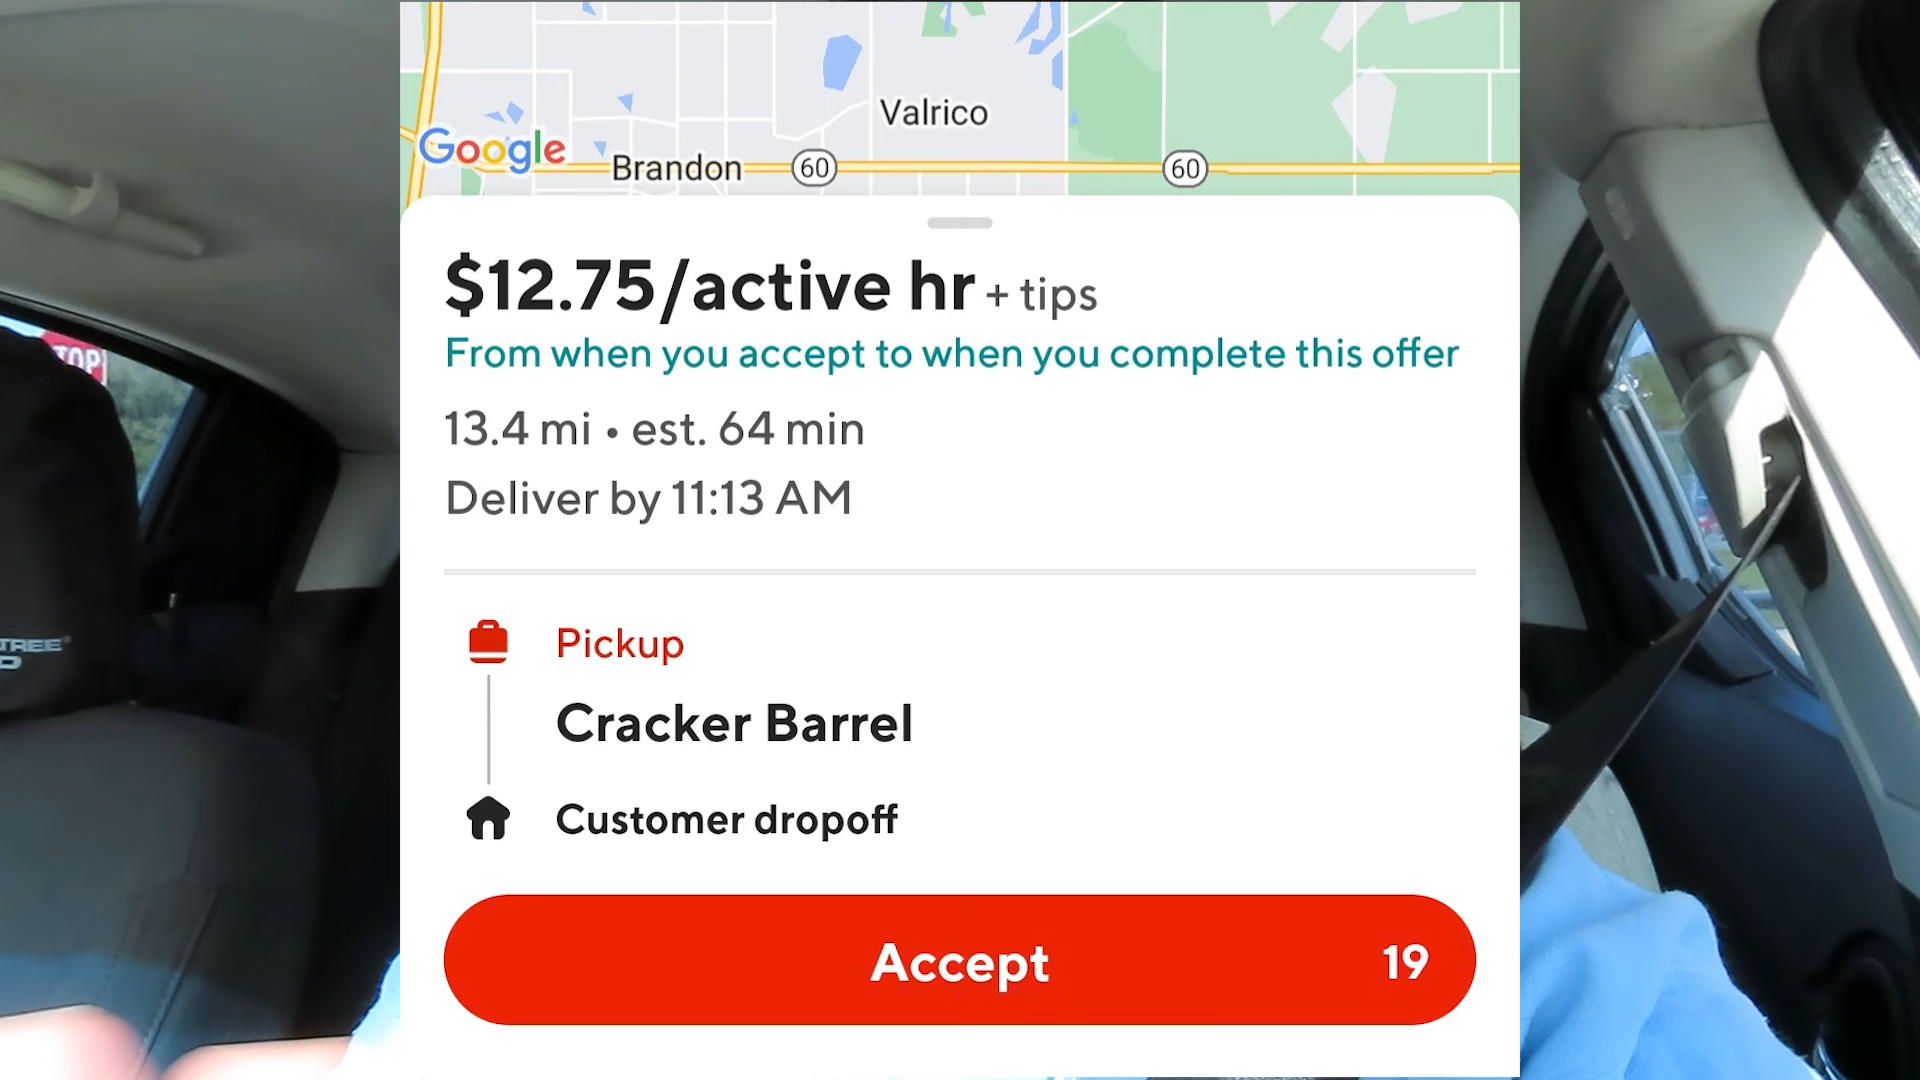 Valrico
Google
Brandon
60
60
TOP
$12.75/active hr + tips
From when you accept to when you complete this offer
13.4 mi • est. 64 min
Deliver by 11:13 AM
TREE
Pickup
Cracker Barrel
Customer dropoff
Accept
19